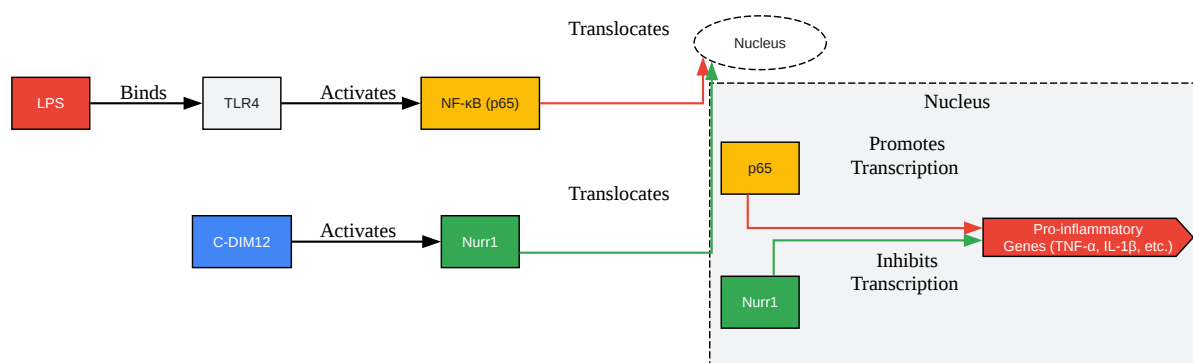 Translocates
Nucleus
LPS
Binds
TLR4
Activates
NF-κB (p65)
Nucleus
Promotes
Transcription
p65
Translocates
C-DIM12
Activates
Nurr1
Pro-inflammatory
Genes (TNF-α, IL-1β, etc.)
Inhibits
Transcription
Nurr1